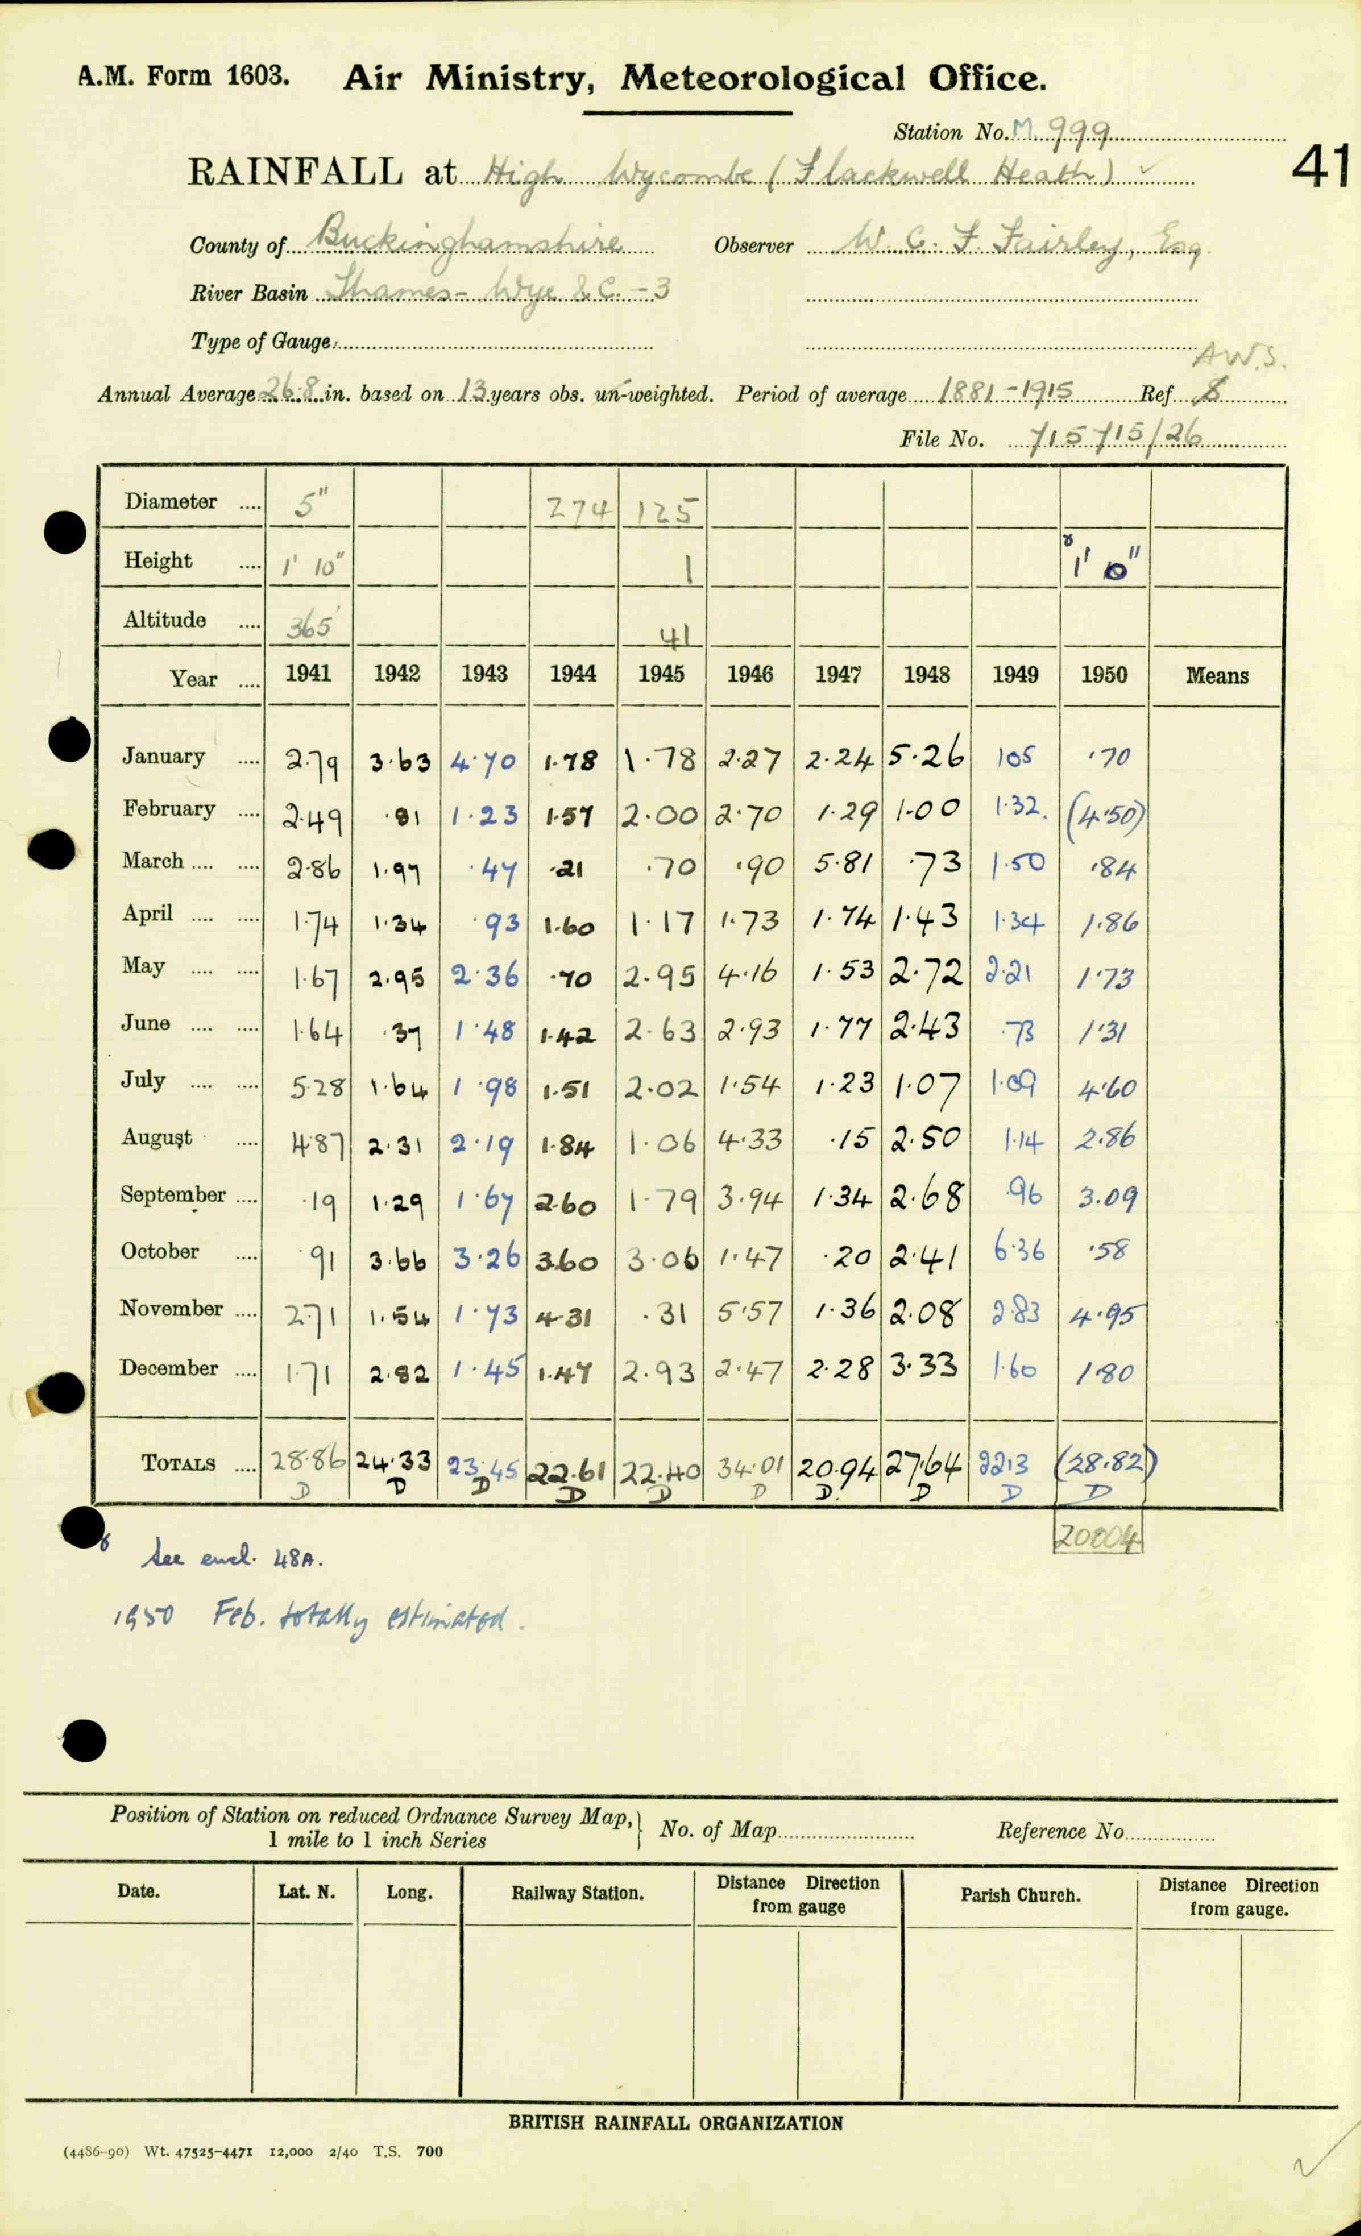 A.M. Form 1603. Air Ministry, Meteorological Office.
Station No. M. 999
41
RAINFALL at High Wycombe (Flackwell Heath) ✓
County of Buckinghamshire Observer W. C. F. Fairley, Esq
River Basin Thames - Wye &C. - 3
Type of Gauge
A.W.S.
Annual Average 26.8 in. based on 13 years obs. un-weighted. Period of average 1881-1915 Ref 8
File No. 715715/26
Diameter .... 5" 274 125
Height .... 1' 10" 1 1' 0"
Altitude .... 365' 41
Year .... 1941 1942 1943 1944 1945 1946 1947 1948 1949 1950 Means
January .... 2.79 3.63 4.70 1.78 1.78 2.27 2.24 5.26 105 .70
February .... 2.49 .81 1.23 1.57 2.00 2.70 1.29 1.00 1.32. (4.50)
March .... .... 2.86 1.97 .47 .21 .70 .90 5.81 .73 1.50 .84
April .... .... 1.74 1.34 .93 1.60 1.17 1.73 1.74 1.43 1.34 1.86
May .... .... 1.67 2.95 2.36 .70 2.95 4.16 1.53 2.72 2.21 1.73
June .... .... 1.64 .37 1.48 1.42 2.63 2.93 1.77 2.43 .73 1.31
July .... .... 5.28 1.64 1.98 1.51 2.02 1.54 1.23 1.07 1.09 4.60
August .... 4.87 2.31 2.19 1.84 1.06 4.33 .15 2.50 1.14 2.86
September .... .19 1.29 1.67 2.60 1.79 3.94 1.34 2.68 .96 3.09
October .... .91 3.66 3.26 3.60 3.06 1.47 .20 2.41 6.36 .58
November .... 2.71 1.54 1.73 4.31 .31 5.57 1.36 2.08 2.83 4.95
December .... 1.71 2.82 1.45 1.47 2.93 2.47 2.28 3.33 1.60 1.80
TOTALS .... 28.86 24.33 23.45 22.61 22.40 34.01 20.94 27.64 22.13 (28.82)
D D D D D D D. D D D
20004
See encl. 48A.
1950 Feb. totally estimated.
Position of Station on reduced Ordnance Survey Map, } No. of Map Reference No
1 mile to 1 inch Series
Date. Lat. N. Long. Railway Station. Distance Direction from gauge Parish Church. Distance Direction from gauge.
BRITISH RAINFALL ORGANIZATION
(4486-90) Wt. 47525-4471 12,000 2/40 T.S. 700